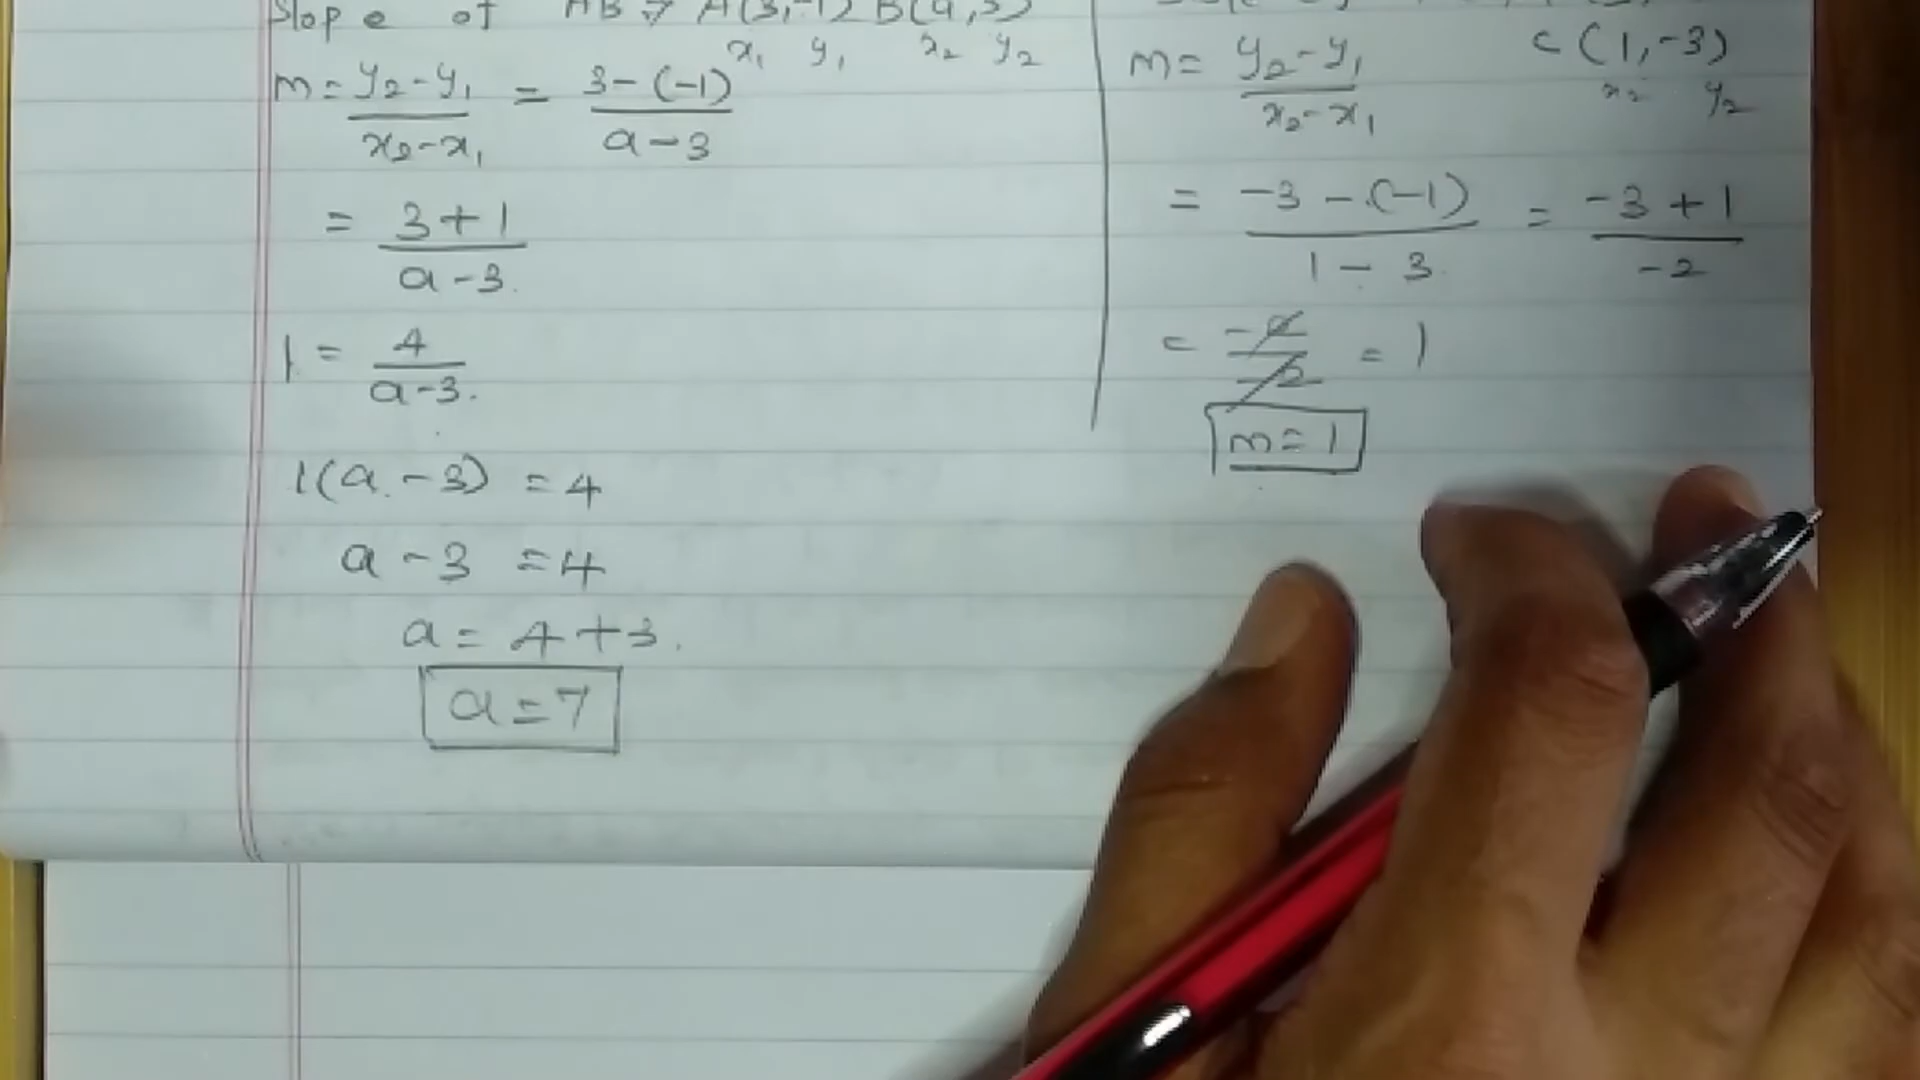 Slope of AB → A(3,-1) B(a,3)
x₁ y₁ x₂ y₂
m = y₂-y₁ / x₂-x₁ = 3-(-1) / a-3
= 3+1 / a-3.
1 = 4 / a-3.
1(a-3) = 4
a-3 = 4
a = 4+3.
a = 7
m = y₂-y₁ / x₂-x₁
C(1,-3)
x₂ y₂
= -3-(-1) / 1-3 = -3+1 / -2
= -2 / -2 = 1
m = 1